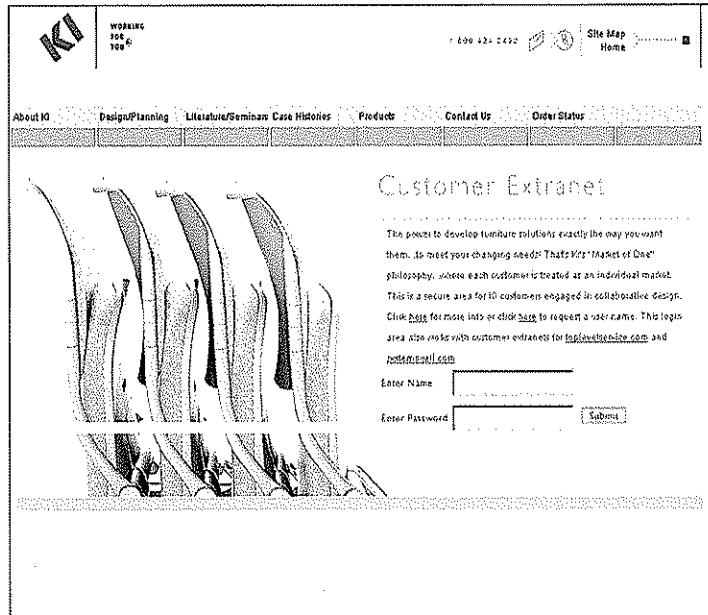 KI
WORKING
FOR
YOU
Site Map
Home
About KI Design/Planning Literature/Seminars Case Histories Products Contact Us Order Status
Customer Extranet
The power to develop furniture solutions exactly the way you want
them...to meet your changing needs! That's KI's "Market of One"
philosophy, where each customer is treated as an individual market.
This is a secure area for KI customers engaged in collaborative design.
Click here for more info or click here to request a user name. This login
area also works with customer extranets for toplevelservice.com and
Enter Name
Enter Password Submit